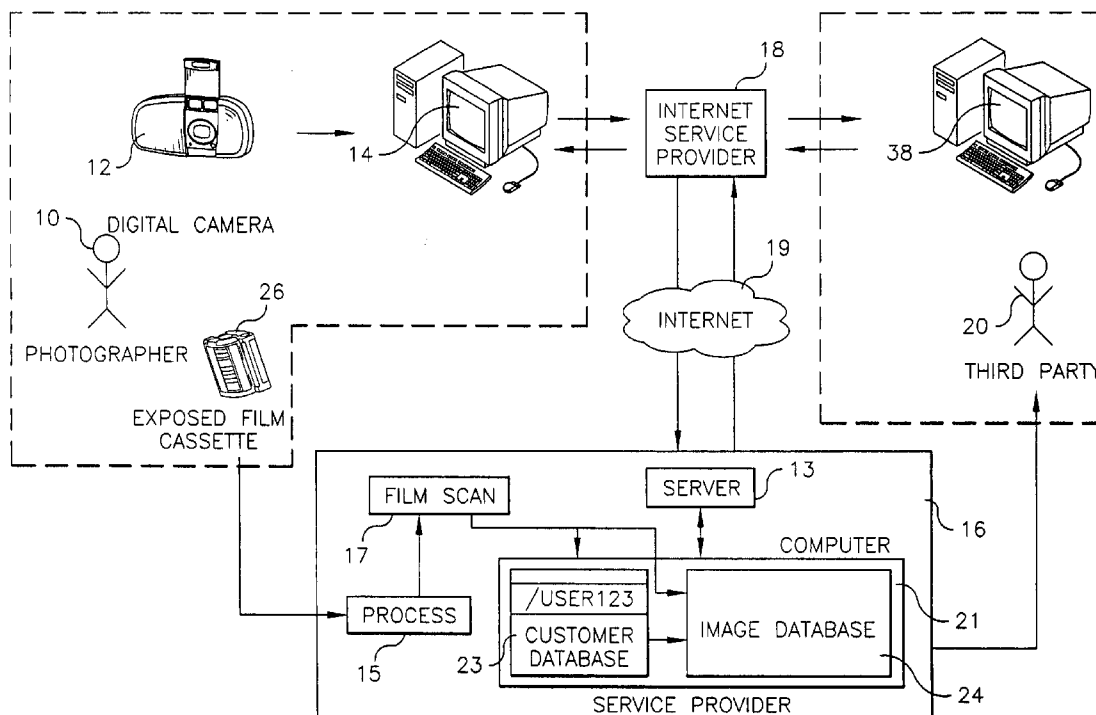 18
INTERNET
SERVICE
PROVIDER
12
14
38
10
DIGITAL CAMERA
19
INTERNET
26
20
PHOTOGRAPHER
THIRD PARTY
EXPOSED FILM
CASSETTE
FILM SCAN
SERVER
13
17
16
COMPUTER
/USER123
PROCESS
IMAGE DATABASE
21
CUSTOMER
DATABASE
23
15
24
SERVICE PROVIDER